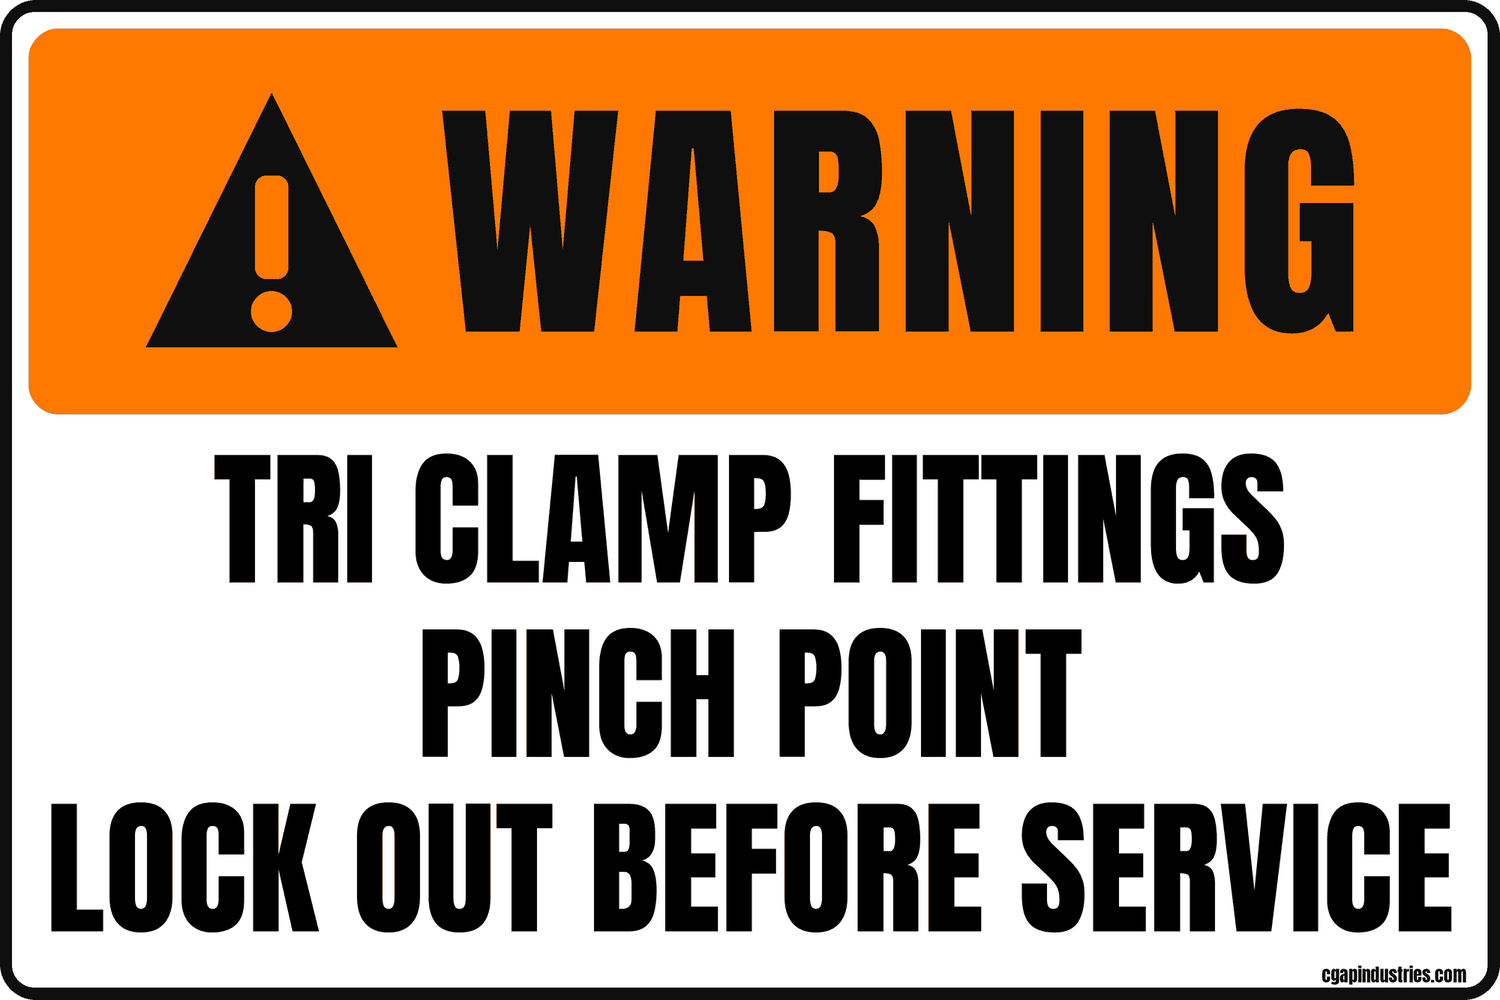 WARNING
TRI CLAMP FITTINGS
PINCH POINT
LOCK OUT BEFORE SERVICE
cgapindustries.com